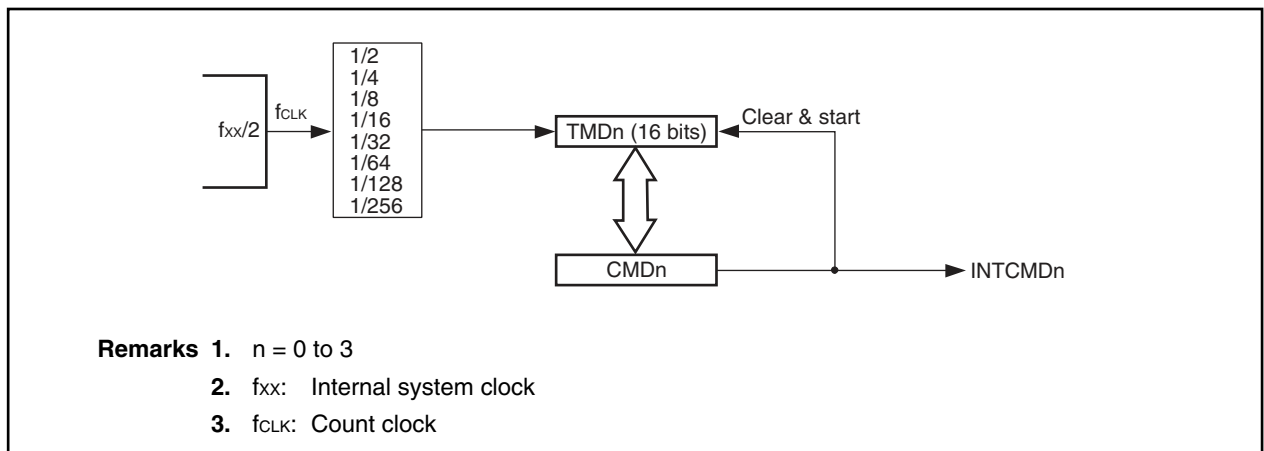 fxx/2
fCLK
1/2
1/4
1/8
1/16
1/32
1/64
1/128
1/256
TMDn (16 bits)
Clear & start
CMDn
INTCMDn
Remarks 1. n = 0 to 3
2. fxx: Internal system clock
3. fCLK: Count clock